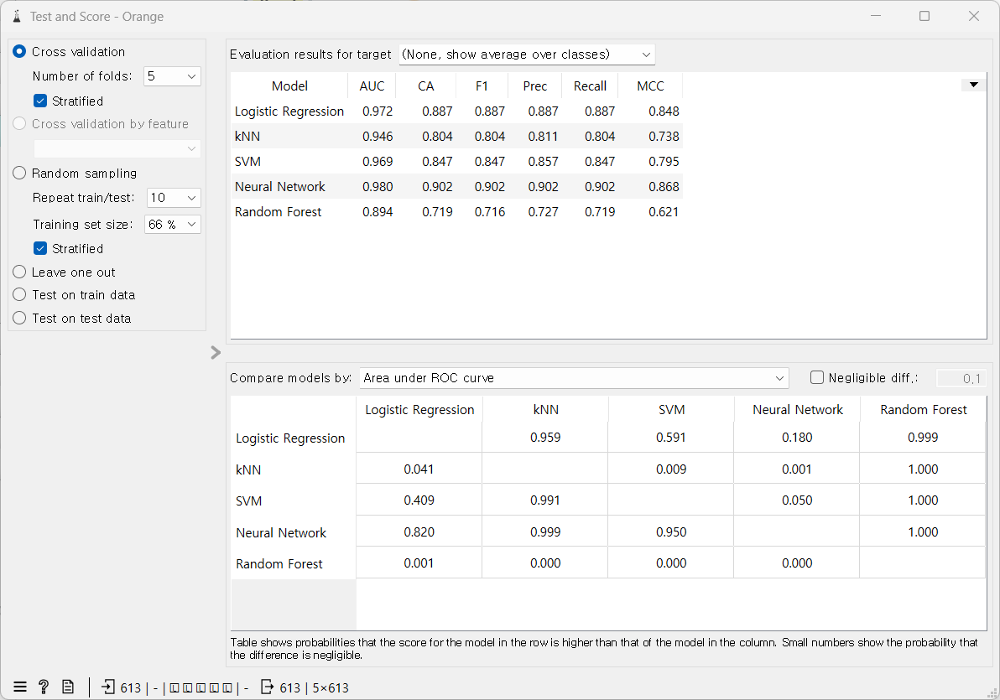 Test and Score - Orange
Cross validation
Number of folds: 5
Stratified
Cross validation by feature
Random sampling
Repeat train/test: 10
Training set size: 66 %
Stratified
Leave one out
Test on train data
Test on test data
Evaluation results for target (None, show average over classes)
Model AUC CA F1 Prec Recall MCC
Logistic Regression 0.972 0.887 0.887 0.887 0.887 0.848
kNN 0.946 0.804 0.804 0.811 0.804 0.738
SVM 0.969 0.847 0.847 0.857 0.847 0.795
Neural Network 0.980 0.902 0.902 0.902 0.902 0.868
Random Forest 0.894 0.719 0.716 0.727 0.719 0.621
Compare models by: Area under ROC curve Negligible diff.: 0.1
Logistic Regression kNN SVM Neural Network Random Forest
Logistic Regression 0.959 0.591 0.180 0.999
kNN 0.041 0.009 0.001 1.000
SVM 0.409 0.991 0.050 1.000
Neural Network 0.820 0.999 0.950 1.000
Random Forest 0.001 0.000 0.000 0.000
Table shows probabilities that the score for the model in the row is higher than that of the model in the column. Small numbers show the probability that
the difference is negligible.
? 613 | - | | - 613 | 5×613